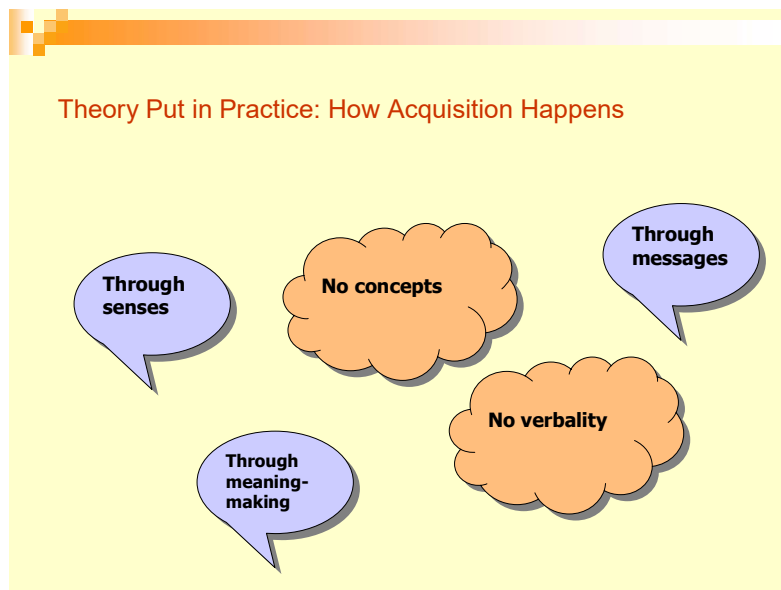 Theory Put in Practice: How Acquisition Happens
Through
senses
No concepts
Through
messages
Through
meaning-
making
No verbality